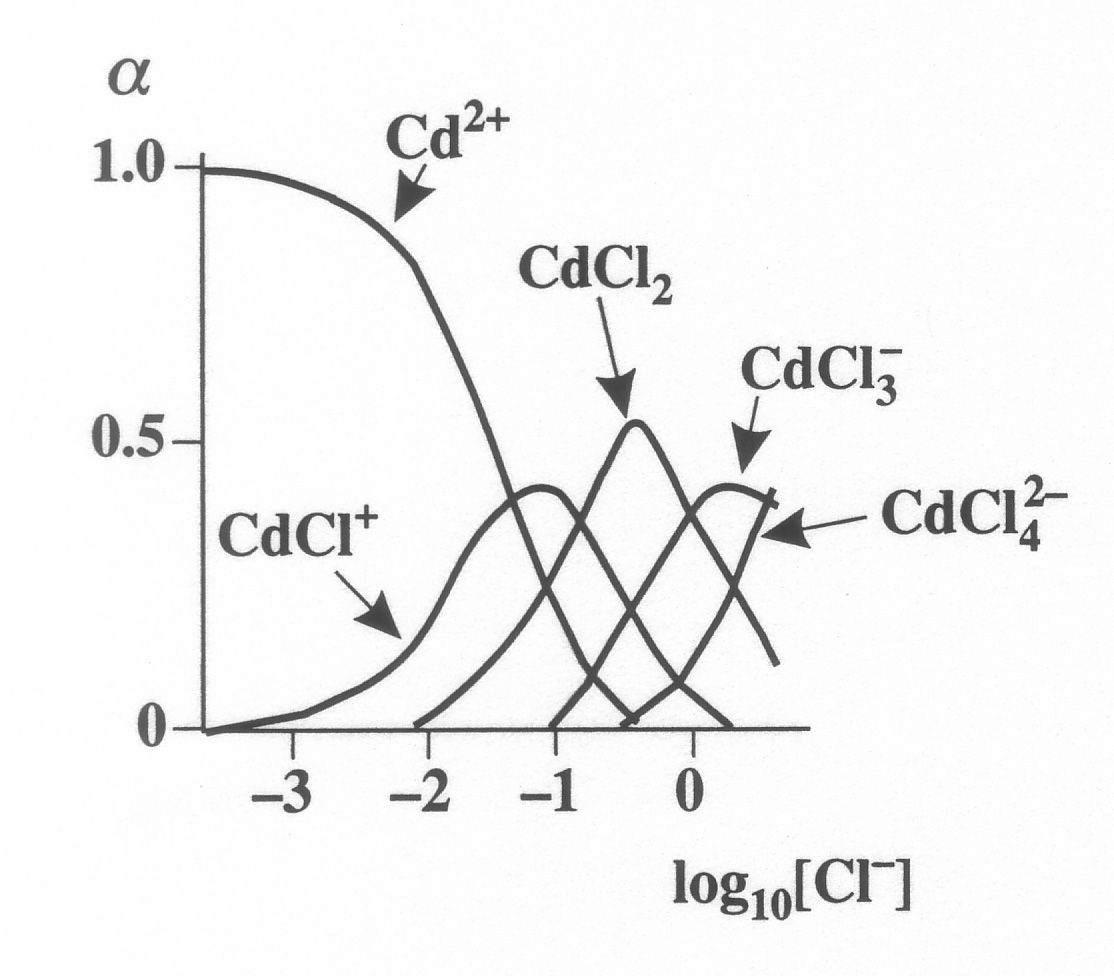 α
Cd²⁺
1.0
CdCl₂
CdCl₃⁻
0.5
CdCl⁺
CdCl₄²⁻
0
–3 –2 –1 0
log₁₀[Cl⁻]